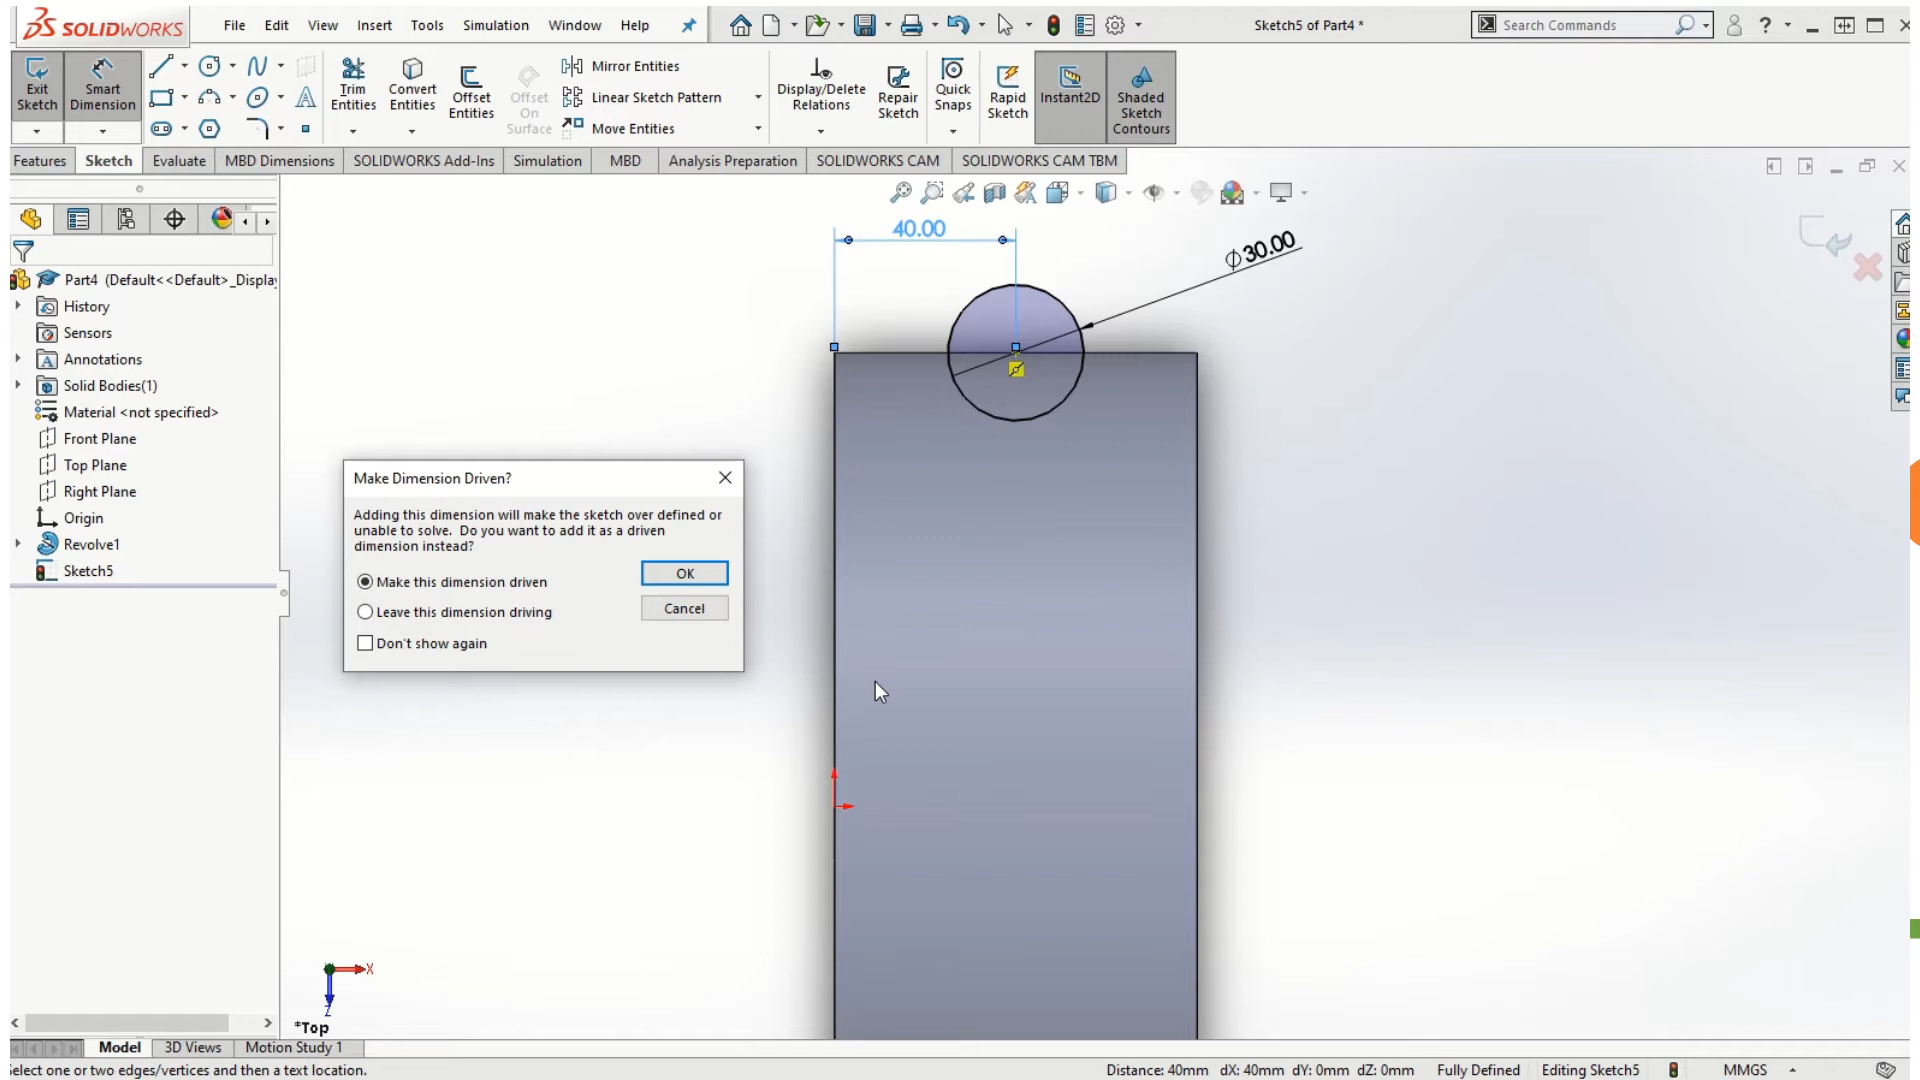 SOLIDWORKS File Edit View Insert Tools Simulation Window Help Sketch5 of Part4 * Search Commands ?
Exit Sketch
Smart Dimension
Trim Entities
Convert Entities
Offset Entities
Offset On Surface
Mirror Entities
Linear Sketch Pattern
Move Entities
Display/Delete Relations
Repair Sketch
Quick Snaps
Rapid Sketch
Instant2D
Shaded Sketch Contours
Features Sketch Evaluate MBD Dimensions SOLIDWORKS Add-Ins Simulation MBD Analysis Preparation SOLIDWORKS CAM SOLIDWORKS CAM TBM
Part4 (Default<<Default>_Displa
History
Sensors
Annotations
Solid Bodies(1)
Material <not specified>
Front Plane
Top Plane
Right Plane
Origin
Revolve1
Sketch5
40.00
∅30.00
Make Dimension Driven?
Adding this dimension will make the sketch over defined or
unable to solve. Do you want to add it as a driven
dimension instead?
Make this dimension driven
OK
Leave this dimension driving
Cancel
Don't show again
X
Z
*Top
Model 3D Views Motion Study 1
Select one or two edges/vertices and then a text location. Distance: 40mm dX: 40mm dY: 0mm dZ: 0mm Fully Defined Editing Sketch5 MMGS